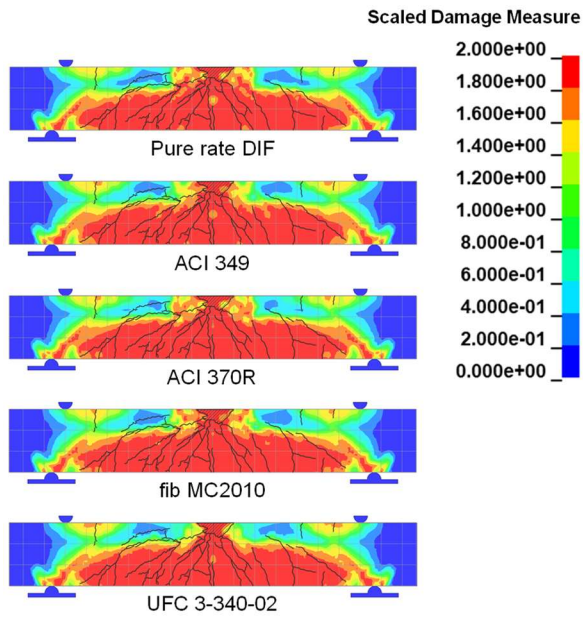 Scaled Damage Measure
2.000e+00
1.800e+00
1.600e+00
1.400e+00
1.200e+00
1.000e+00
8.000e-01
6.000e-01
4.000e-01
2.000e-01
0.000e+00
Pure rate DIF
ACI 349
ACI 370R
fib MC2010
UFC 3-340-02